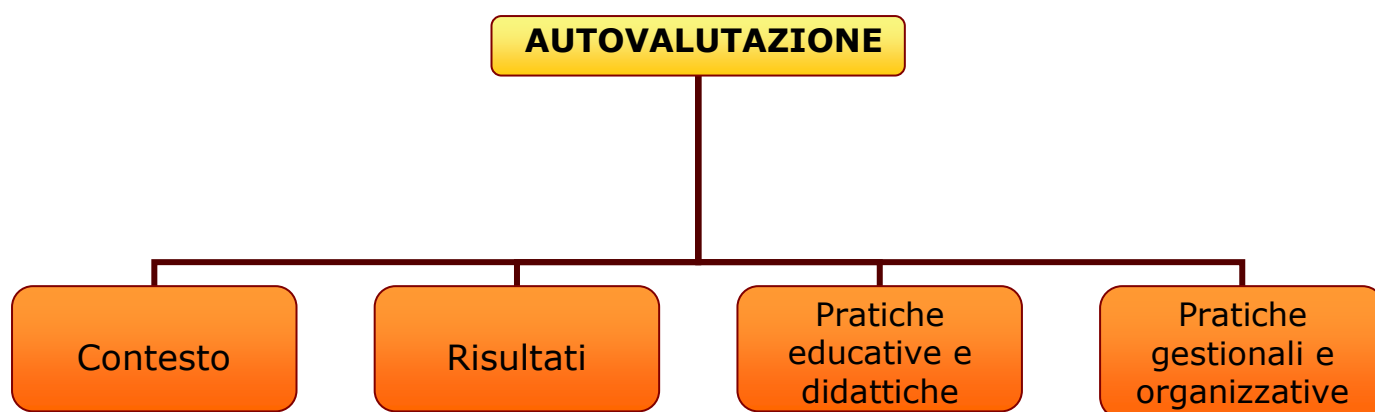 AUTOVALUTAZIONE
Contesto
Risultati
Pratiche
educative e
didattiche
Pratiche
gestionali e
organizzative